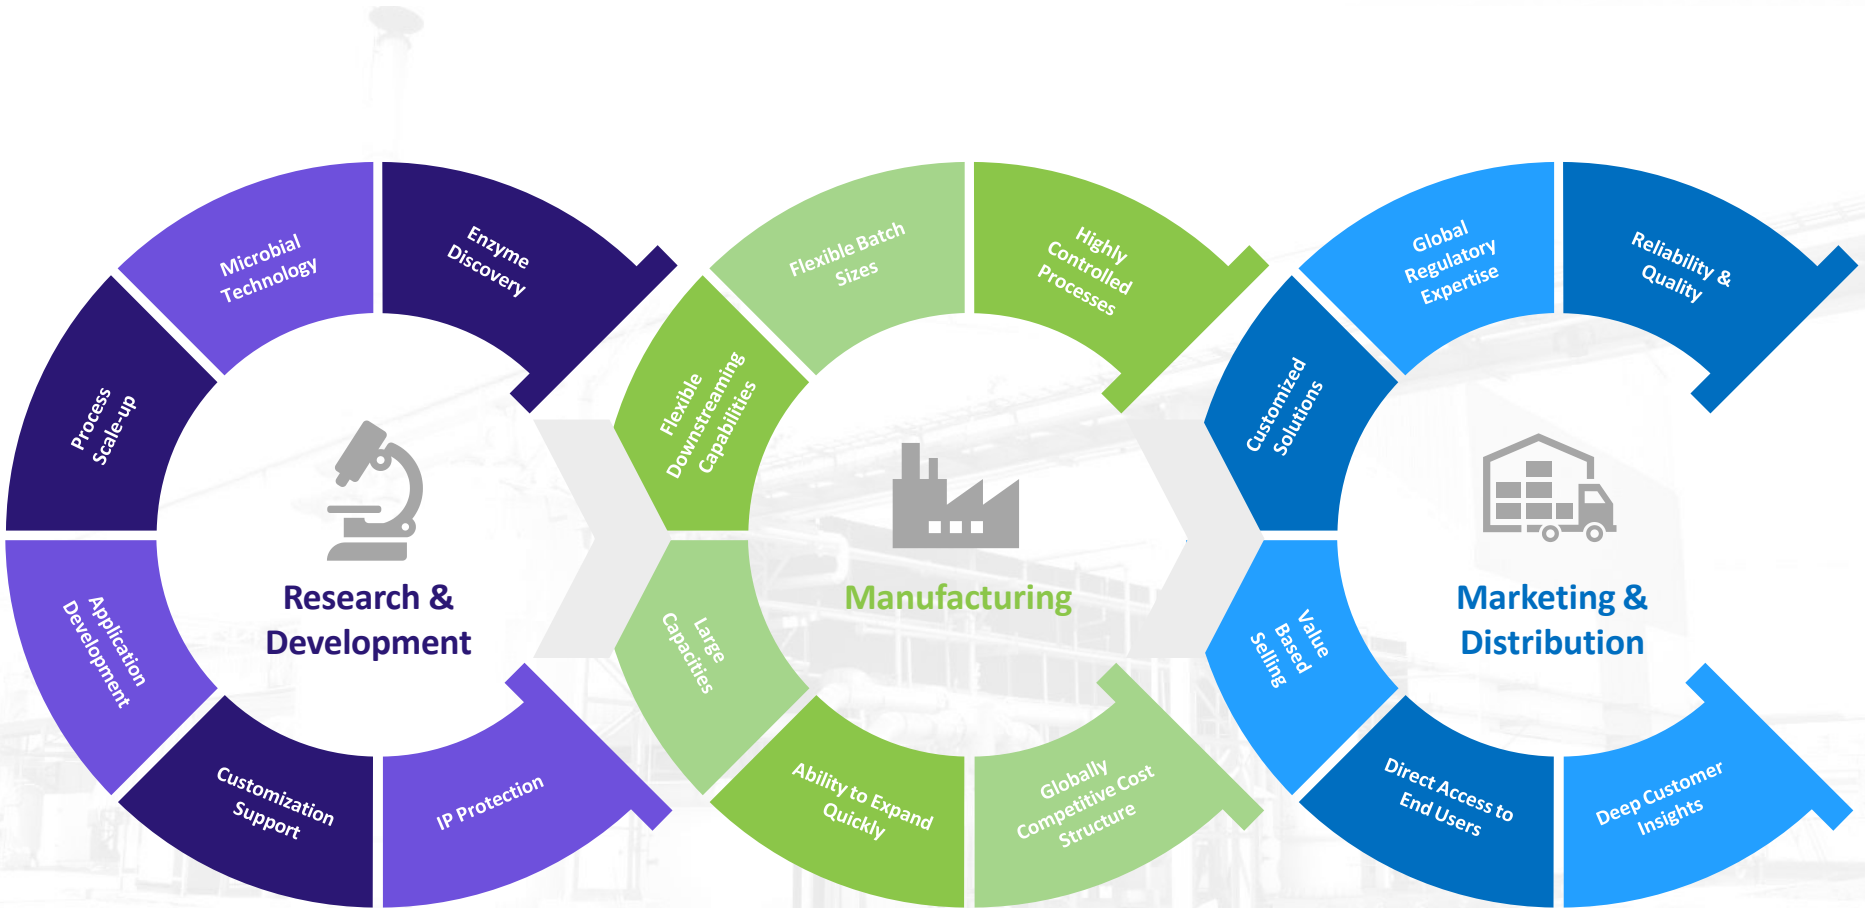 Enzyme
Discovery
Microbial
Technology
Process
Scale-up
Application
Development
Customization
Support
IP Protection
Research &
Development
Highly
Controlled
Processes
Flexible Batch
Sizes
Flexible
Downstreaming
Capabilities
Large
Capacities
Ability to Expand
Quickly
Globally
Competitive Cost
Structure
Manufacturing
Reliability &
Quality
Global
Regulatory
Expertise
Customized
Solutions
Value
Based
Selling
Direct Access to
End Users
Deep Customer
Insights
Marketing &
Distribution